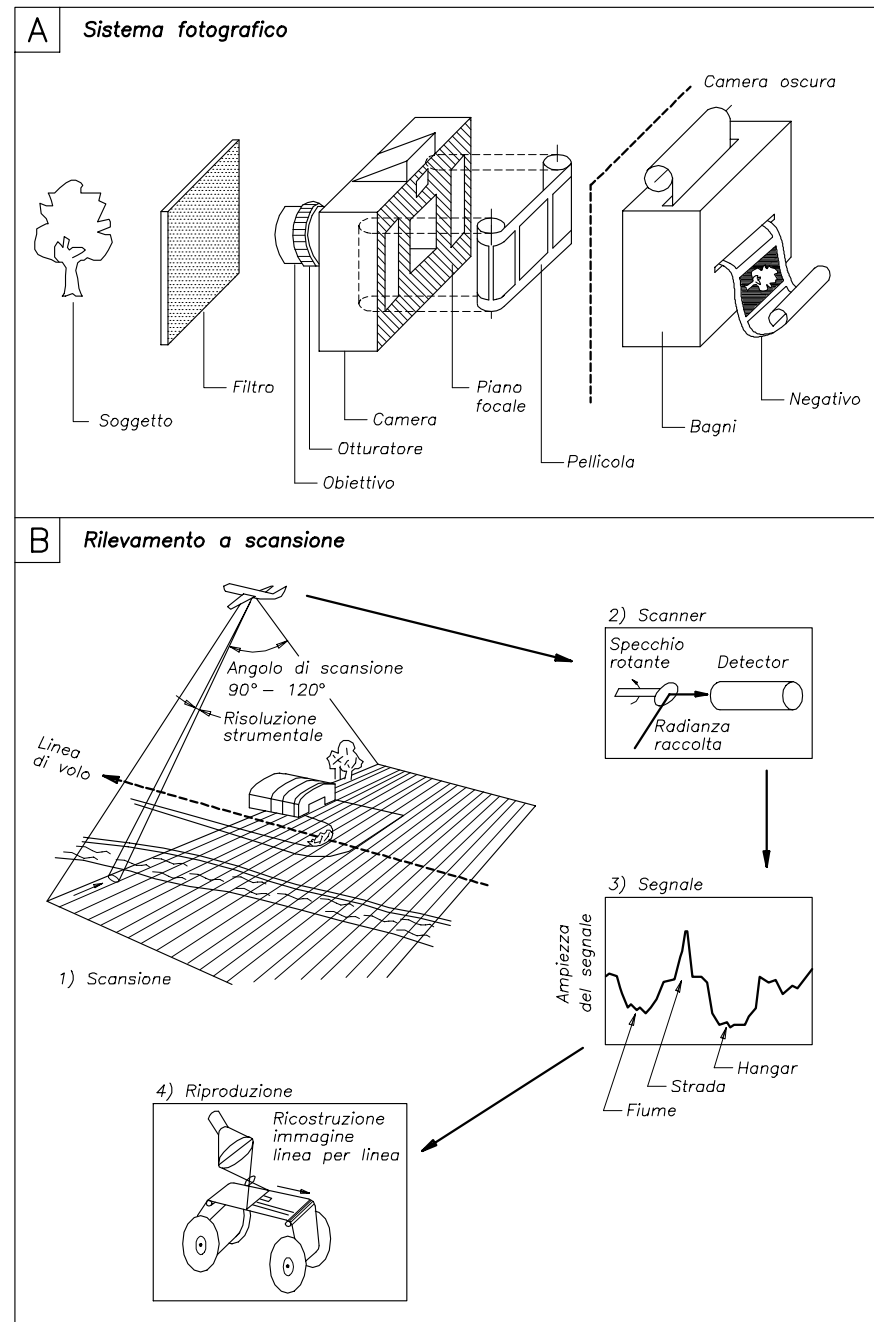 A
Sistema fotografico
Camera oscura
Filtro
Soggetto
Piano
focale
Camera
Otturatore
Obiettivo
Pellicola
Negativo
Bagni
B
Rilevamento a scansione
Angolo di scansione
90° – 120°
Risoluzione
strumentale
Linea
di volo
1) Scansione
2) Scanner
Specchio
rotante
Detector
Radianza
raccolta
3) Segnale
Ampiezza
del segnale
Hangar
Strada
Fiume
4) Riproduzione
Ricostruzione
immagine
linea per linea